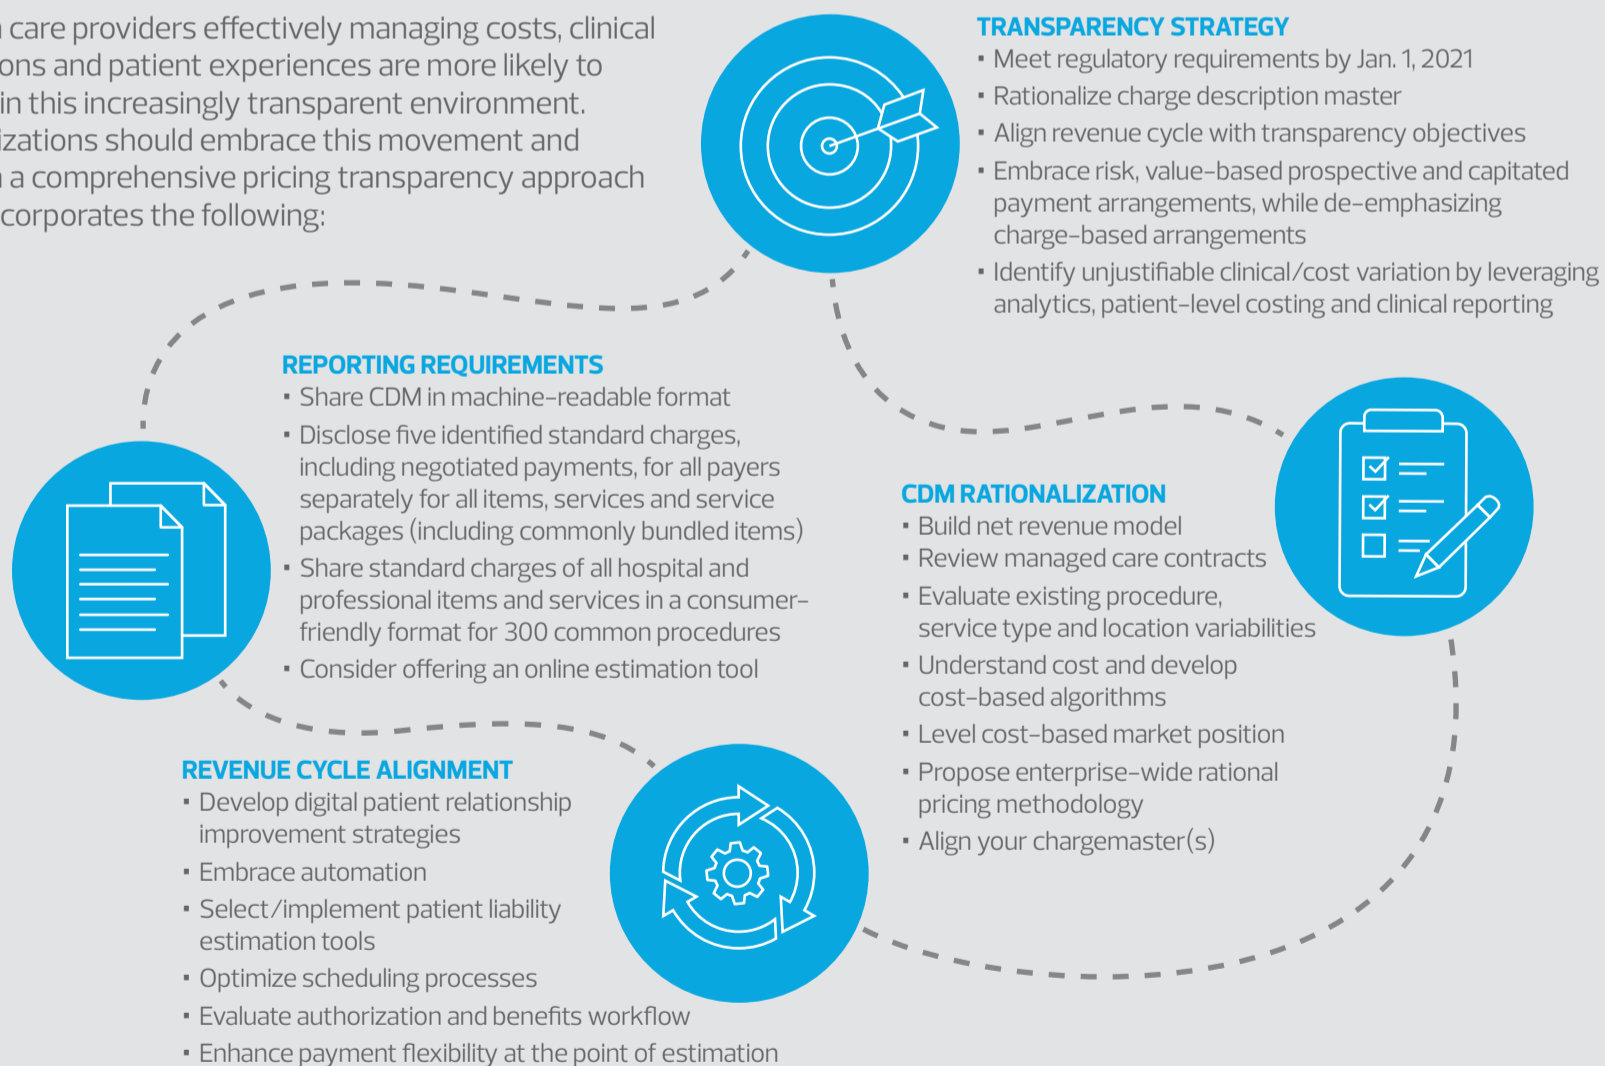 care providers effectively managing costs, clinical
and patient experiences are more likely to
in this increasingly transparent environment.
should embrace this movement and
a comprehensive pricing transparency approach
the following:
TRANSPARENCY STRATEGY
▪ Meet regulatory requirements by Jan. 1, 2021
▪ Rationalize charge description master
▪ Align revenue cycle with transparency objectives
▪ Embrace risk, value-based prospective and capitated
payment arrangements, while de-emphasizing
charge-based arrangements
▪ Identify unjustifiable clinical/cost variation by leveraging
analytics, patient-level costing and clinical reporting
REPORTING REQUIREMENTS
▪ Share CDM in machine-readable format
▪ Disclose five identified standard charges,
including negotiated payments, for all payers
separately for all items, services and service
packages (including commonly bundled items)
▪ Share standard charges of all hospital and
professional items and services in a consumer-
friendly format for 300 common procedures
▪ Consider offering an online estimation tool
CDM RATIONALIZATION
▪ Build net revenue model
▪ Review managed care contracts
▪ Evaluate existing procedure,
service type and location variabilities
▪ Understand cost and develop
cost-based algorithms
▪ Level cost-based market position
▪ Propose enterprise-wide rational
pricing methodology
▪ Align your chargemaster(s)
REVENUE CYCLE ALIGNMENT
▪ Develop digital patient relationship
improvement strategies
▪ Embrace automation
▪ Select/implement patient liability
estimation tools
▪ Optimize scheduling processes
▪ Evaluate authorization and benefits workflow
▪ Enhance payment flexibility at the point of estimation